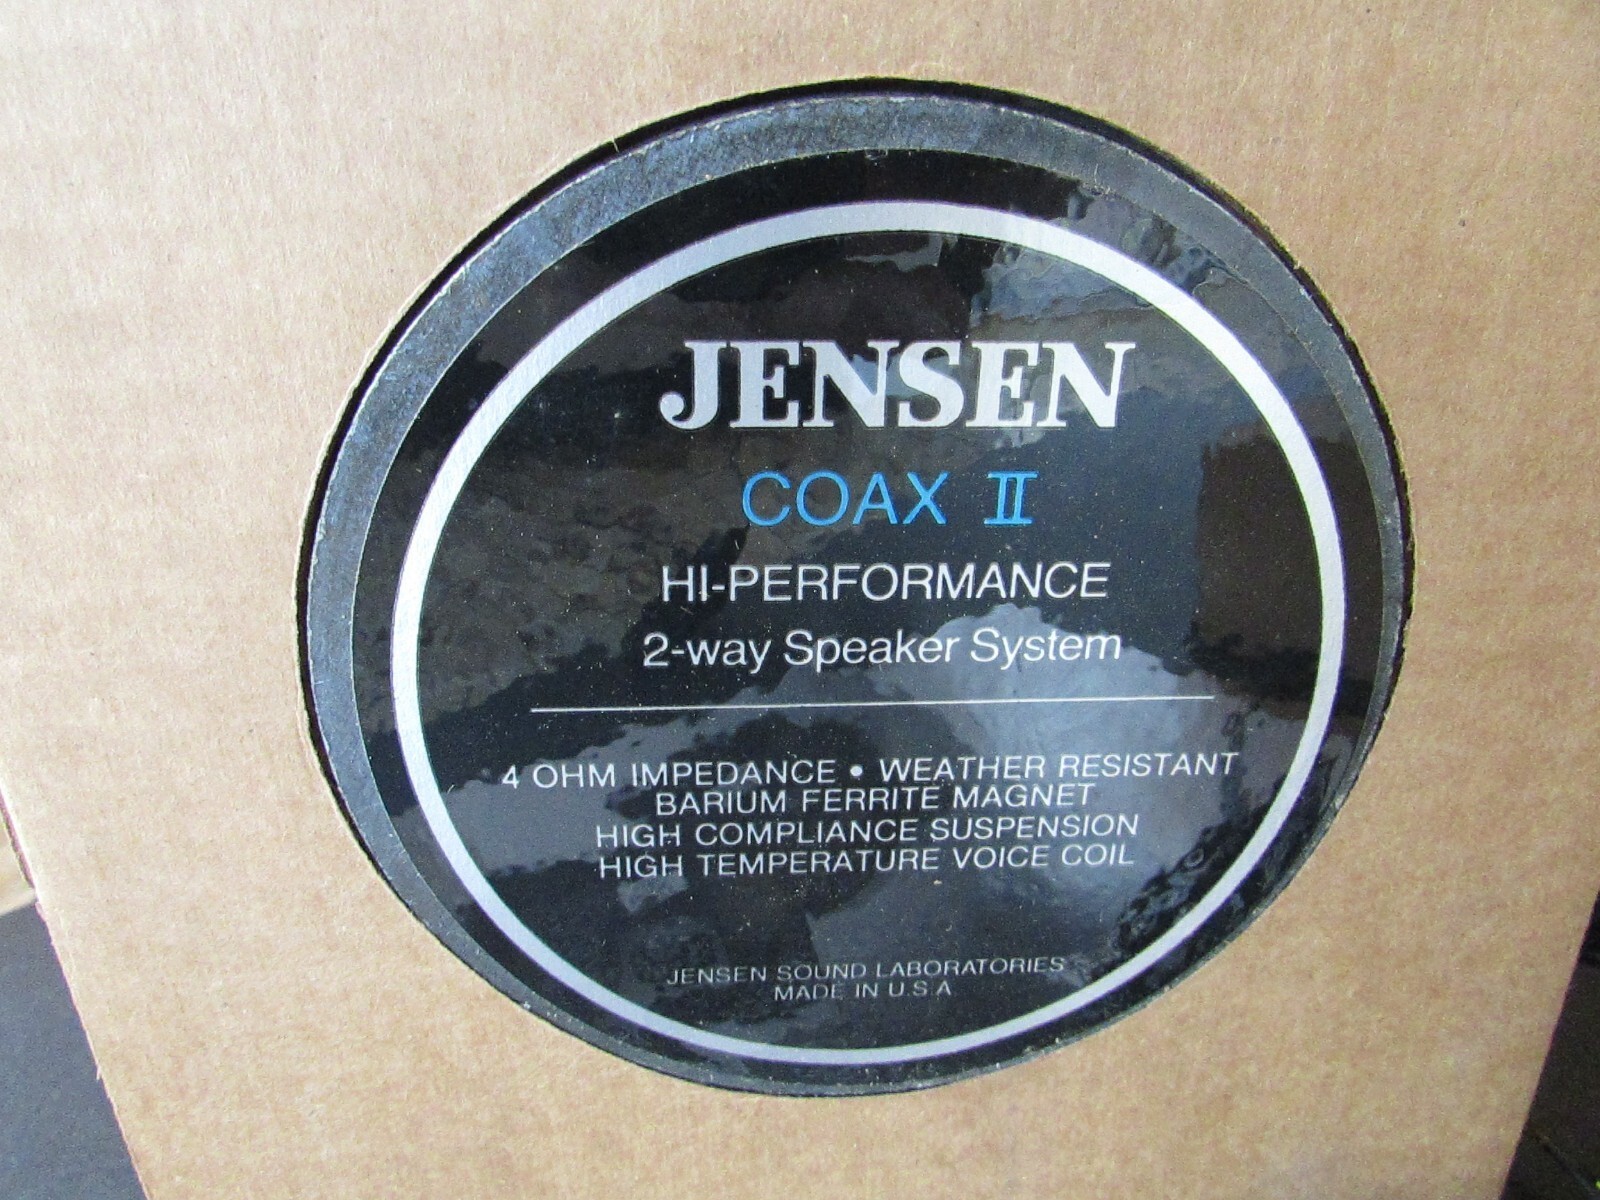 JENSEN
COAX II
HI-PERFORMANCE
2-way Speaker System
4 OHM IMPEDANCE • WEATHER RESISTANT
BARIUM FERRITE MAGNET
HIGH COMPLIANCE SUSPENSION
HIGH TEMPERATURE VOICE COIL
JENSEN SOUND LABORATORIES
MADE IN U.S.A